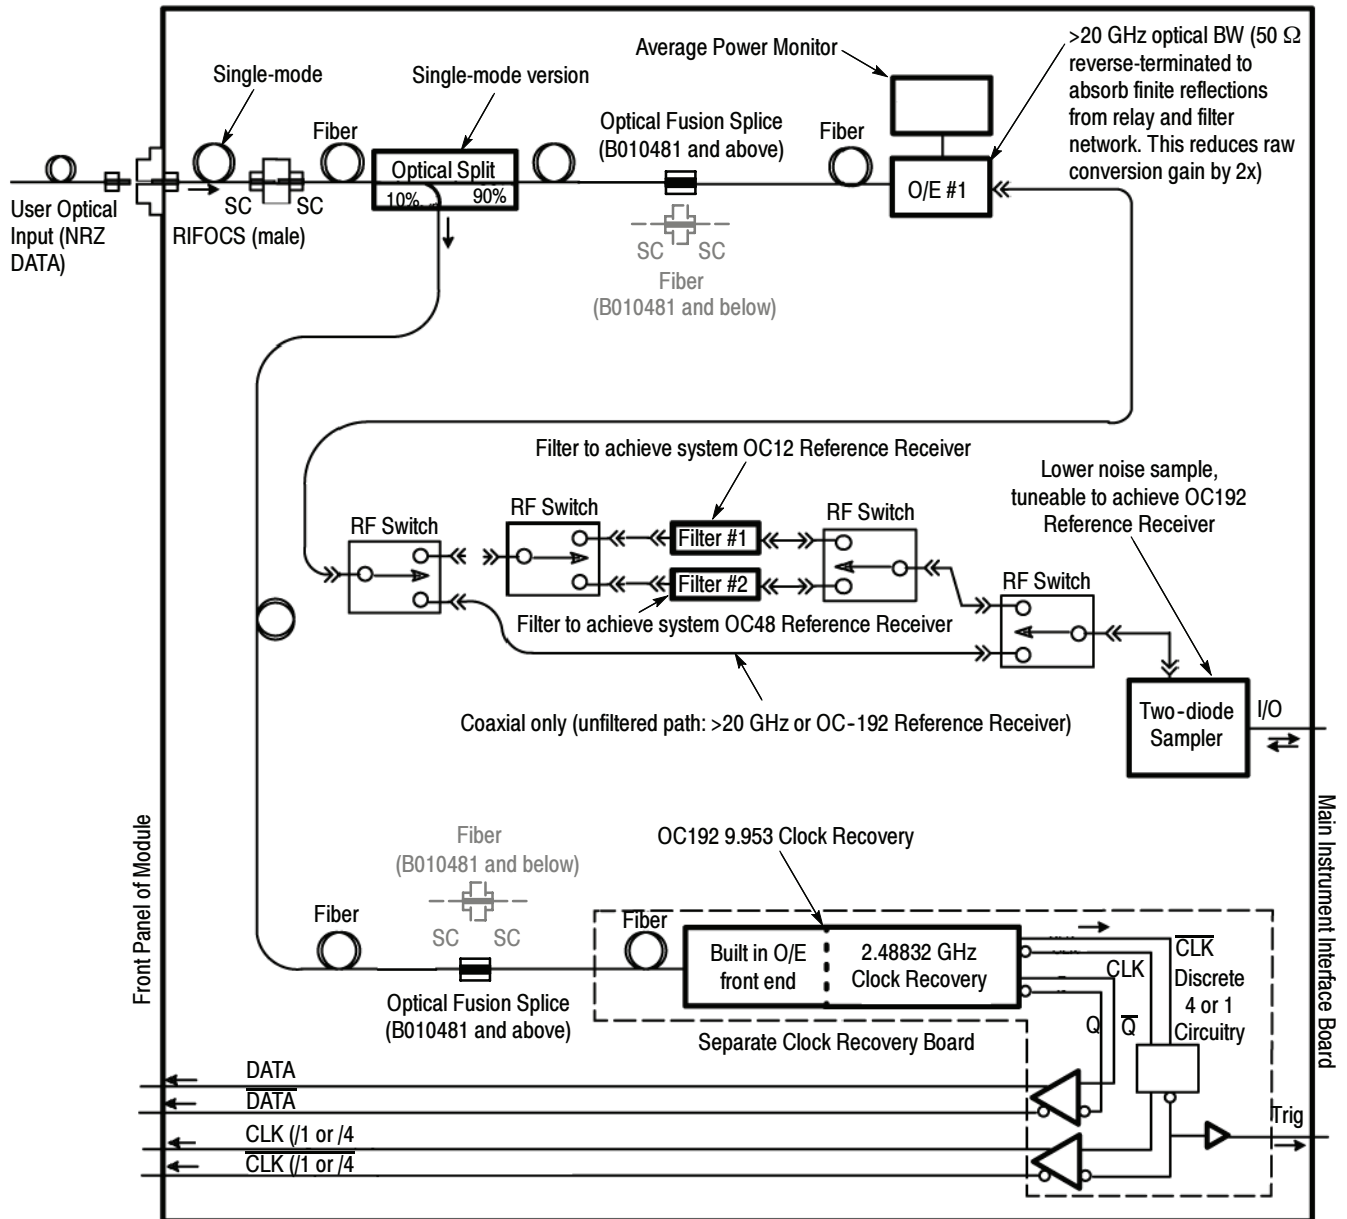 Average Power Monitor
>20 GHz optical BW (50 Ω
reverse-terminated to
absorb finite reflections
from relay and filter
network. This reduces raw
conversion gain by 2x)
Single-mode
Single-mode version
Fiber
Optical Fusion Splice
(B010481 and above)
Fiber
Optical Split
10%
90%
O/E #1
User Optical
Input (NRZ
DATA)
SC
SC
RIFOCS (male)
SC
SC
Fiber
(B010481 and below)
Filter to achieve system OC12 Reference Receiver
Lower noise sample,
tuneable to achieve OC192
Reference Receiver
RF Switch
RF Switch
Filter #1
RF Switch
Filter #2
RF Switch
Filter to achieve system OC48 Reference Receiver
Coaxial only (unfiltered path: >20 GHz or OC-192 Reference Receiver)
Two-diode
Sampler
I/O
Front Panel of Module
Main Instrument Interface Board
Fiber
(B010481 and below)
SC
SC
OC192 9.953 Clock Recovery
Fiber
Optical Fusion Splice
(B010481 and above)
Fiber
Built in O/E
front end
2.48832 GHz
Clock Recovery
C̅L̅K̅
CLK
Discrete
4 or 1
Circuitry
Q
Q̅
Separate Clock Recovery Board
DATA
D̅A̅T̅A̅
CLK (/1 or /4
C̅L̅K̅ ̅(̅/̅1̅ ̅o̅r̅ ̅/̅4̅
Trig